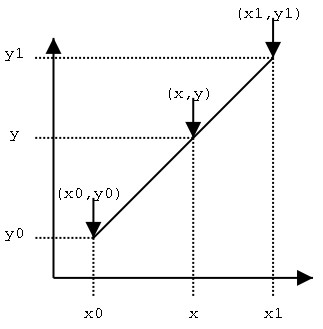 (x1,y1)
y1
(x,y)
y
(x0,y0)
y0
x0 x x1